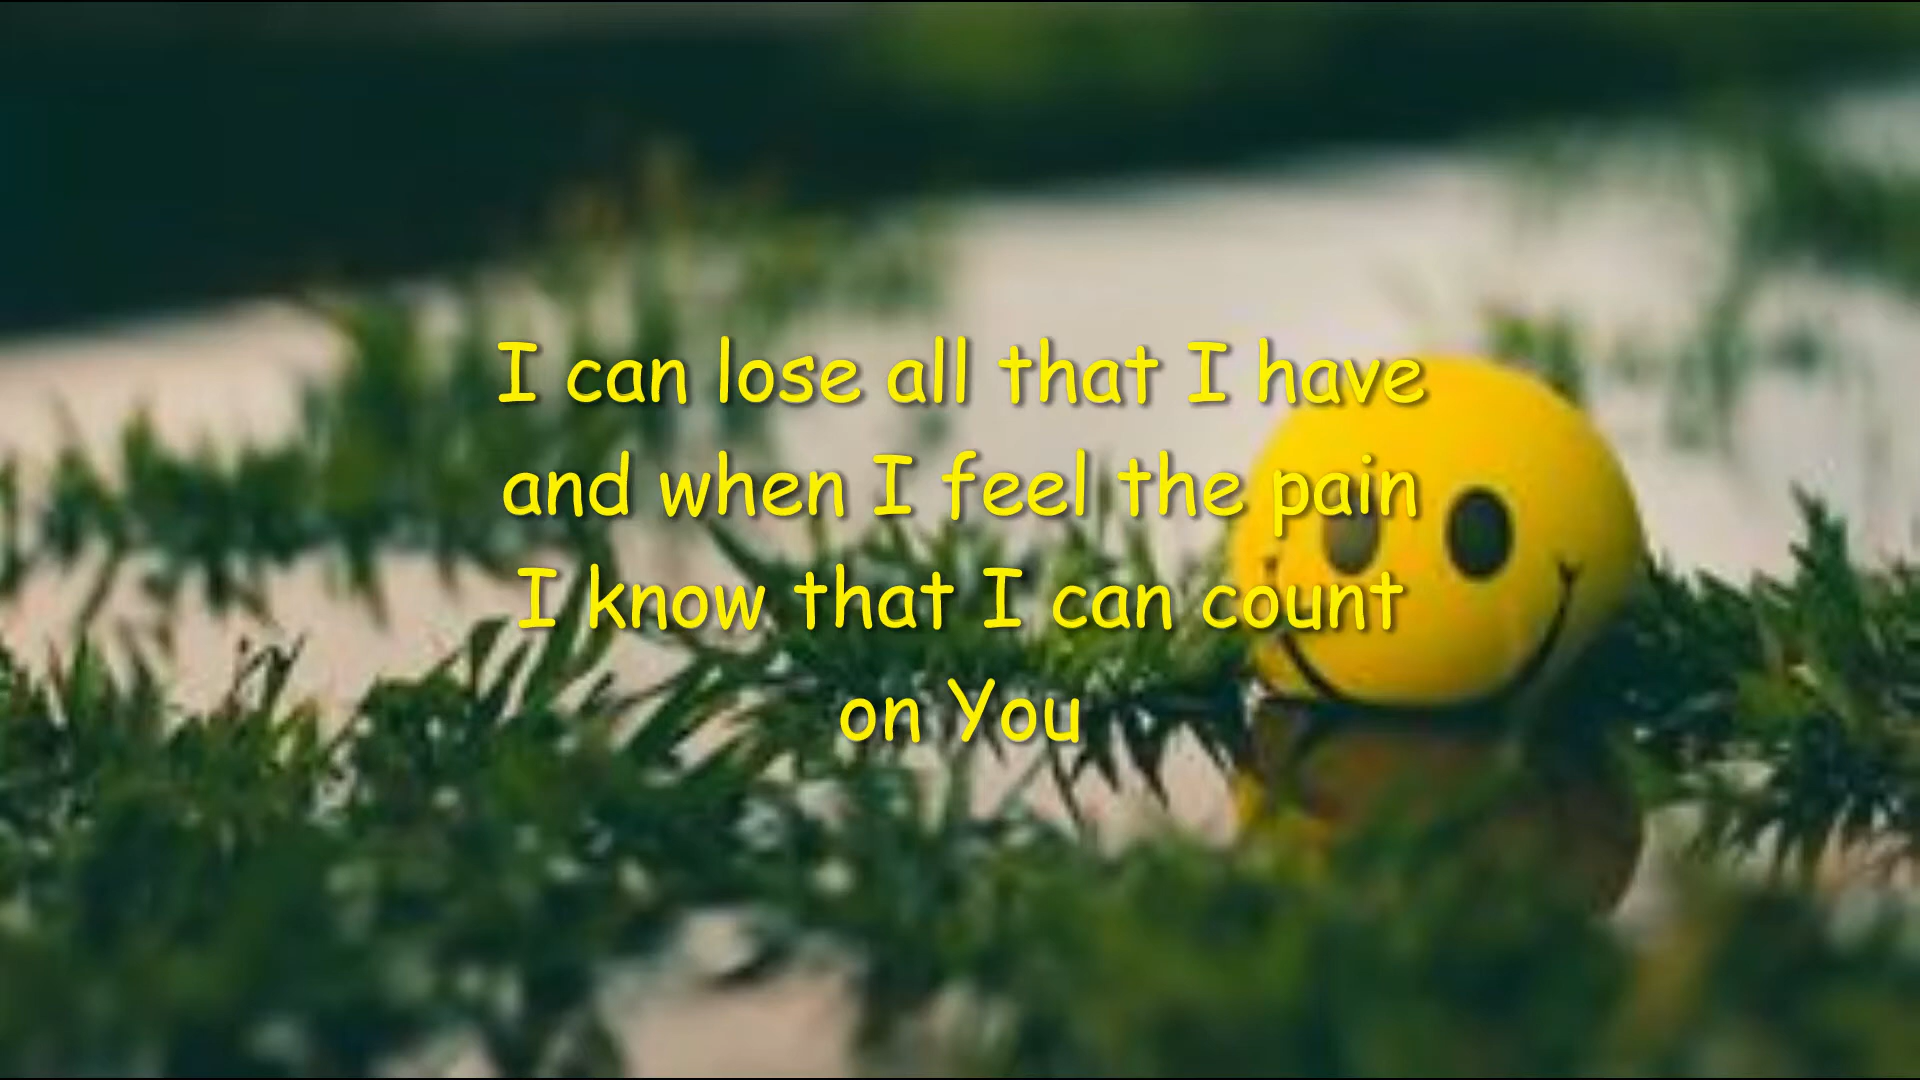 I can lose all that I have
and when I feel the pain
I know that I can count
on You